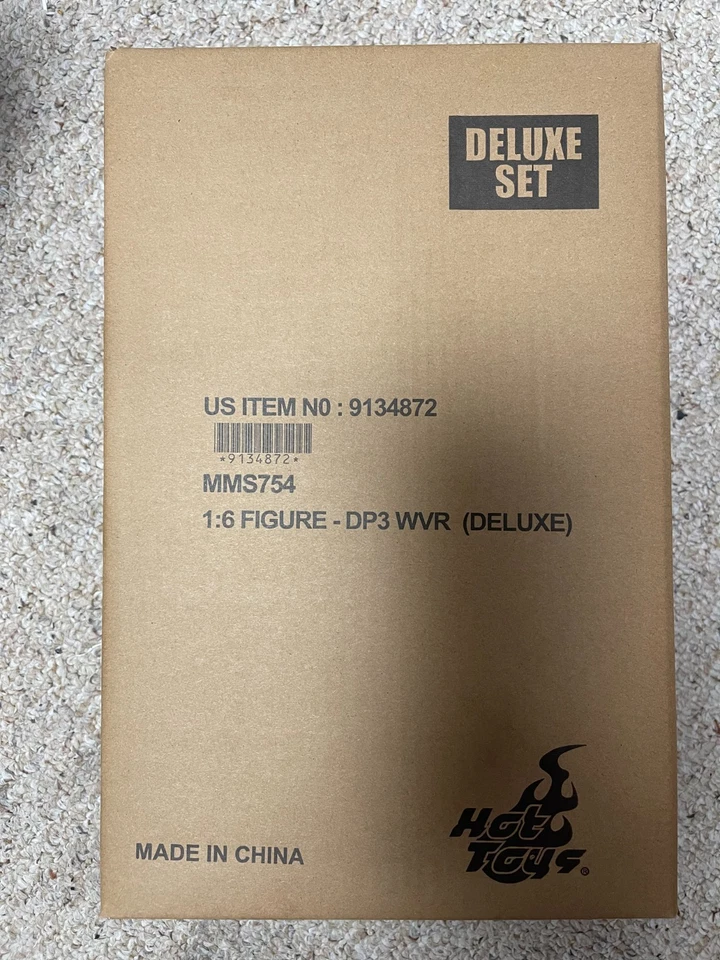 DELUXE
SET
US ITEM N0 : 9134872
*9134872*
MMS754
1:6 FIGURE - DP3 WVR (DELUXE)
Hot
Toys®
MADE IN CHINA